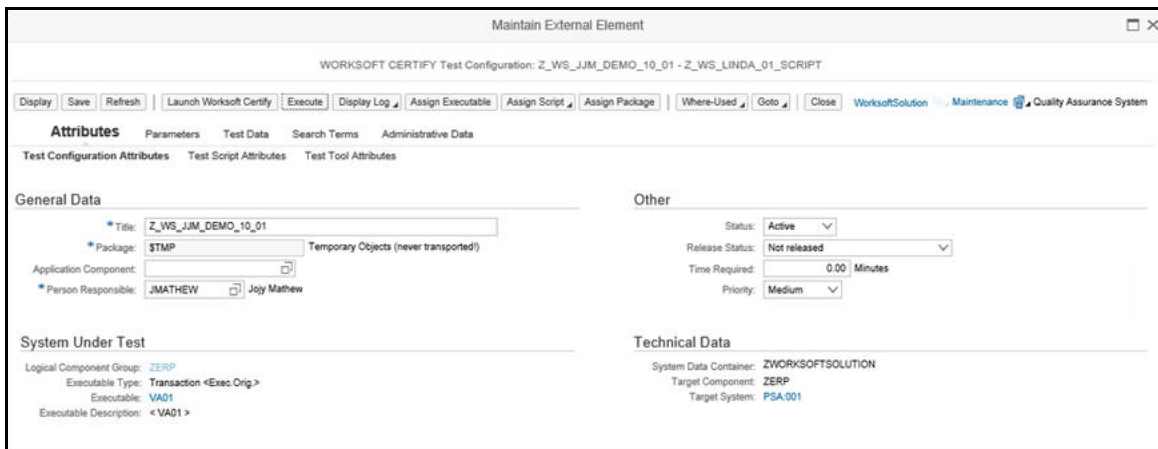 Maintain External Element
WORKSOFT CERTIFY Test Configuration: Z_WS_JJM_DEMO_10_01 - Z_WS_LINDA_01_SCRIPT
Display Save Refresh Launch Worksoft Certify Execute Display Log Assign Executable Assign Script Assign Package Where-Used Goto Close WorksoftSolution Maintenance Quality Assurance System
Attributes Parameters Test Data Search Terms Administrative Data
Test Configuration Attributes Test Script Attributes Test Tool Attributes
General Data
*Title: Z_WS_JJM_DEMO_10_01
*Package: $TMP Temporary Objects (never transported!)
Application Component:
*Person Responsible: JMATHEW Jojy Mathew
Other
Status: Active
Release Status: Not released
Time Required: 0.00 Minutes
Priority: Medium
System Under Test
Logical Component Group: ZERP
Executable Type: Transaction <Exec.Orig.>
Executable: VA01
Executable Description: < VA01 >
Technical Data
System Data Container: ZWORKSOFTSOLUTION
Target Component: ZERP
Target System: PSA:001